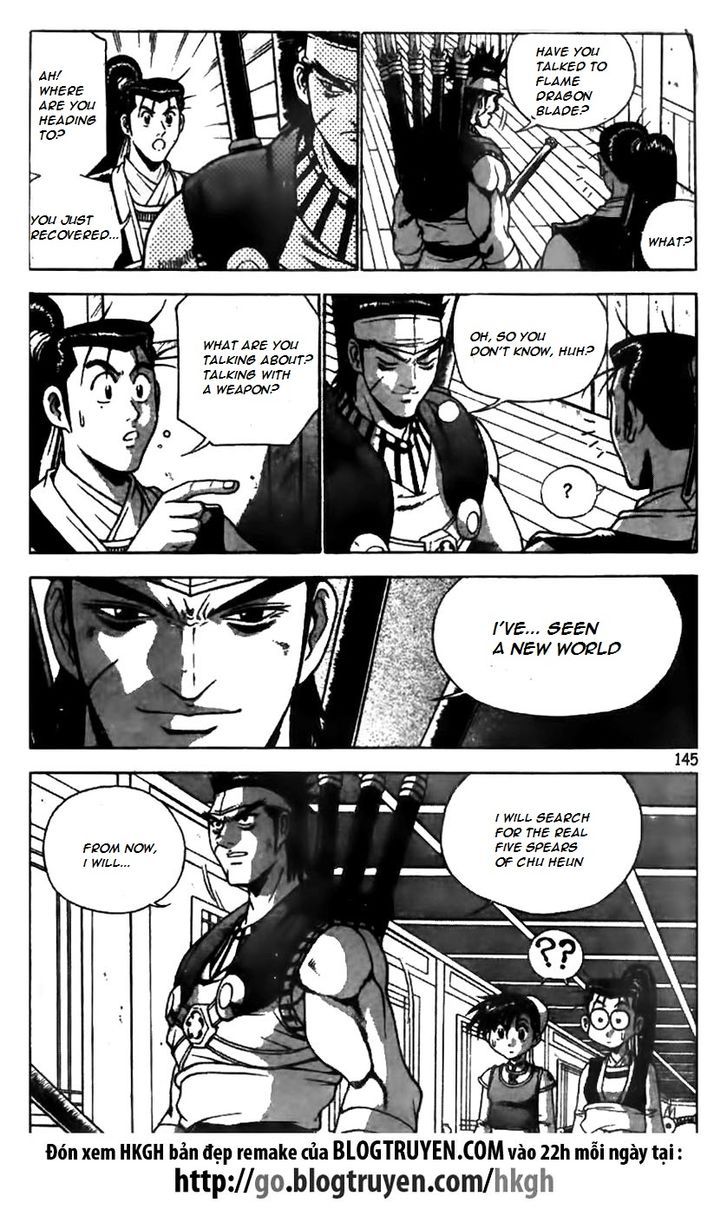 AH!
WHERE
ARE YOU
HEADING
TO?
YOU JUST
RECOVERED...
HAVE YOU
TALKED TO
FLAME
DRAGON
BLADE?
WHAT?
WHAT ARE YOU
TALKING ABOUT?
TALKING WITH
A WEAPON?
OH, SO YOU
DON'T KNOW, HUH?
?
I'VE... SEEN
A NEW WORLD
145
FROM NOW,
I WILL...
I WILL SEARCH
FOR THE REAL
FIVE SPEARS
OF CHU HEUN
??
Đón xem HKGH bản đẹp remake của BLOGTRUYEN.COM vào 22h mỗi ngày tại :
http://go.blogtruyen.com/hkgh